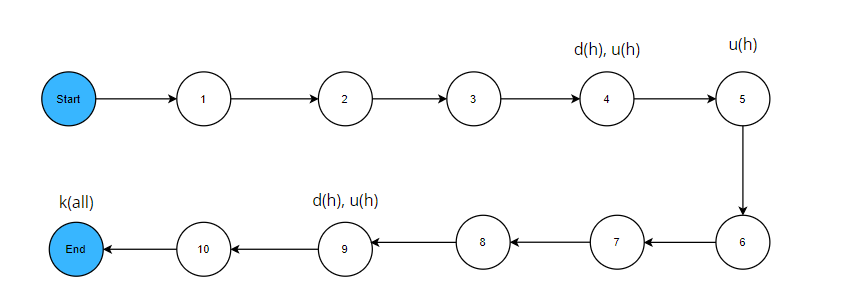 d(h), u(h)
u(h)
Start
1
2
3
4
5
k(all)
d(h), u(h)
End
10
9
8
7
6